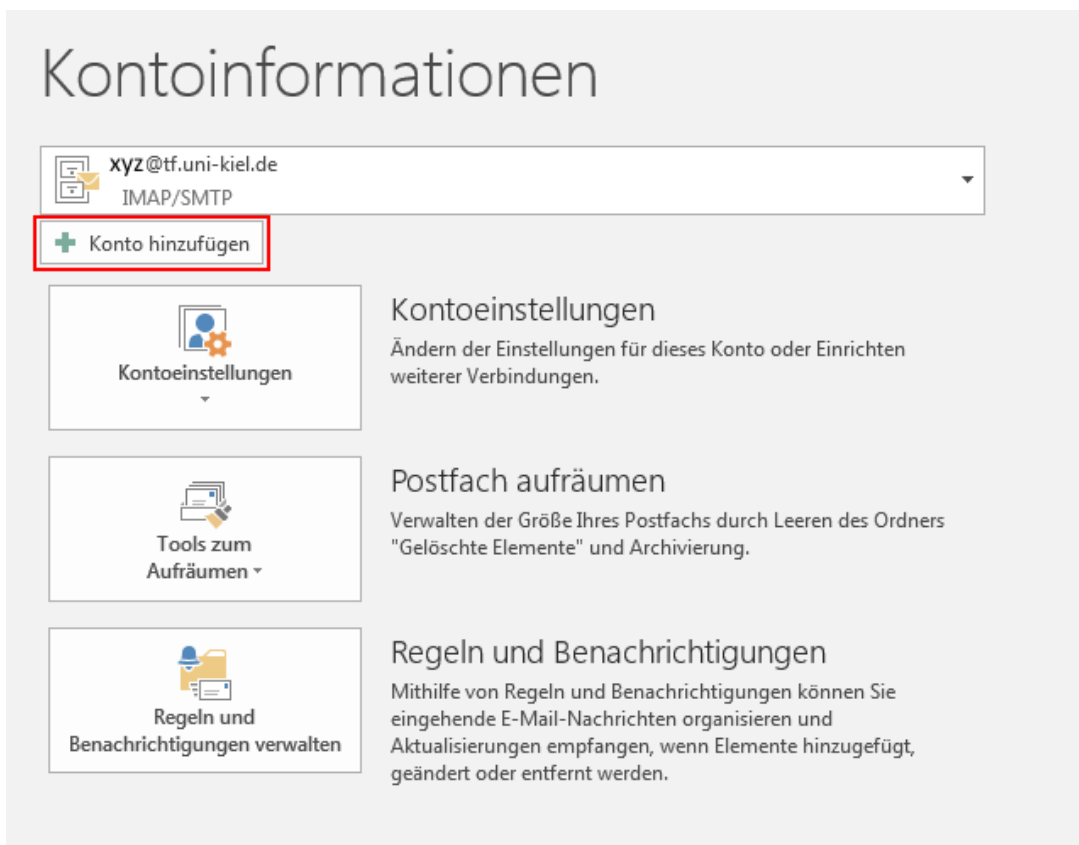 Kontoinformationen
xyz@tf.uni-kiel.de
IMAP/SMTP
Konto hinzufügen
Kontoeinstellungen
Kontoeinstellungen
Ändern der Einstellungen für dieses Konto oder Einrichten
weiterer Verbindungen.
Tools zum
Aufräumen
Postfach aufräumen
Verwalten der Größe Ihres Postfachs durch Leeren des Ordners
"Gelöschte Elemente" und Archivierung.
Regeln und
Benachrichtigungen verwalten
Regeln und Benachrichtigungen
Mithilfe von Regeln und Benachrichtigungen können Sie
eingehende E-Mail-Nachrichten organisieren und
Aktualisierungen empfangen, wenn Elemente hinzugefügt,
geändert oder entfernt werden.